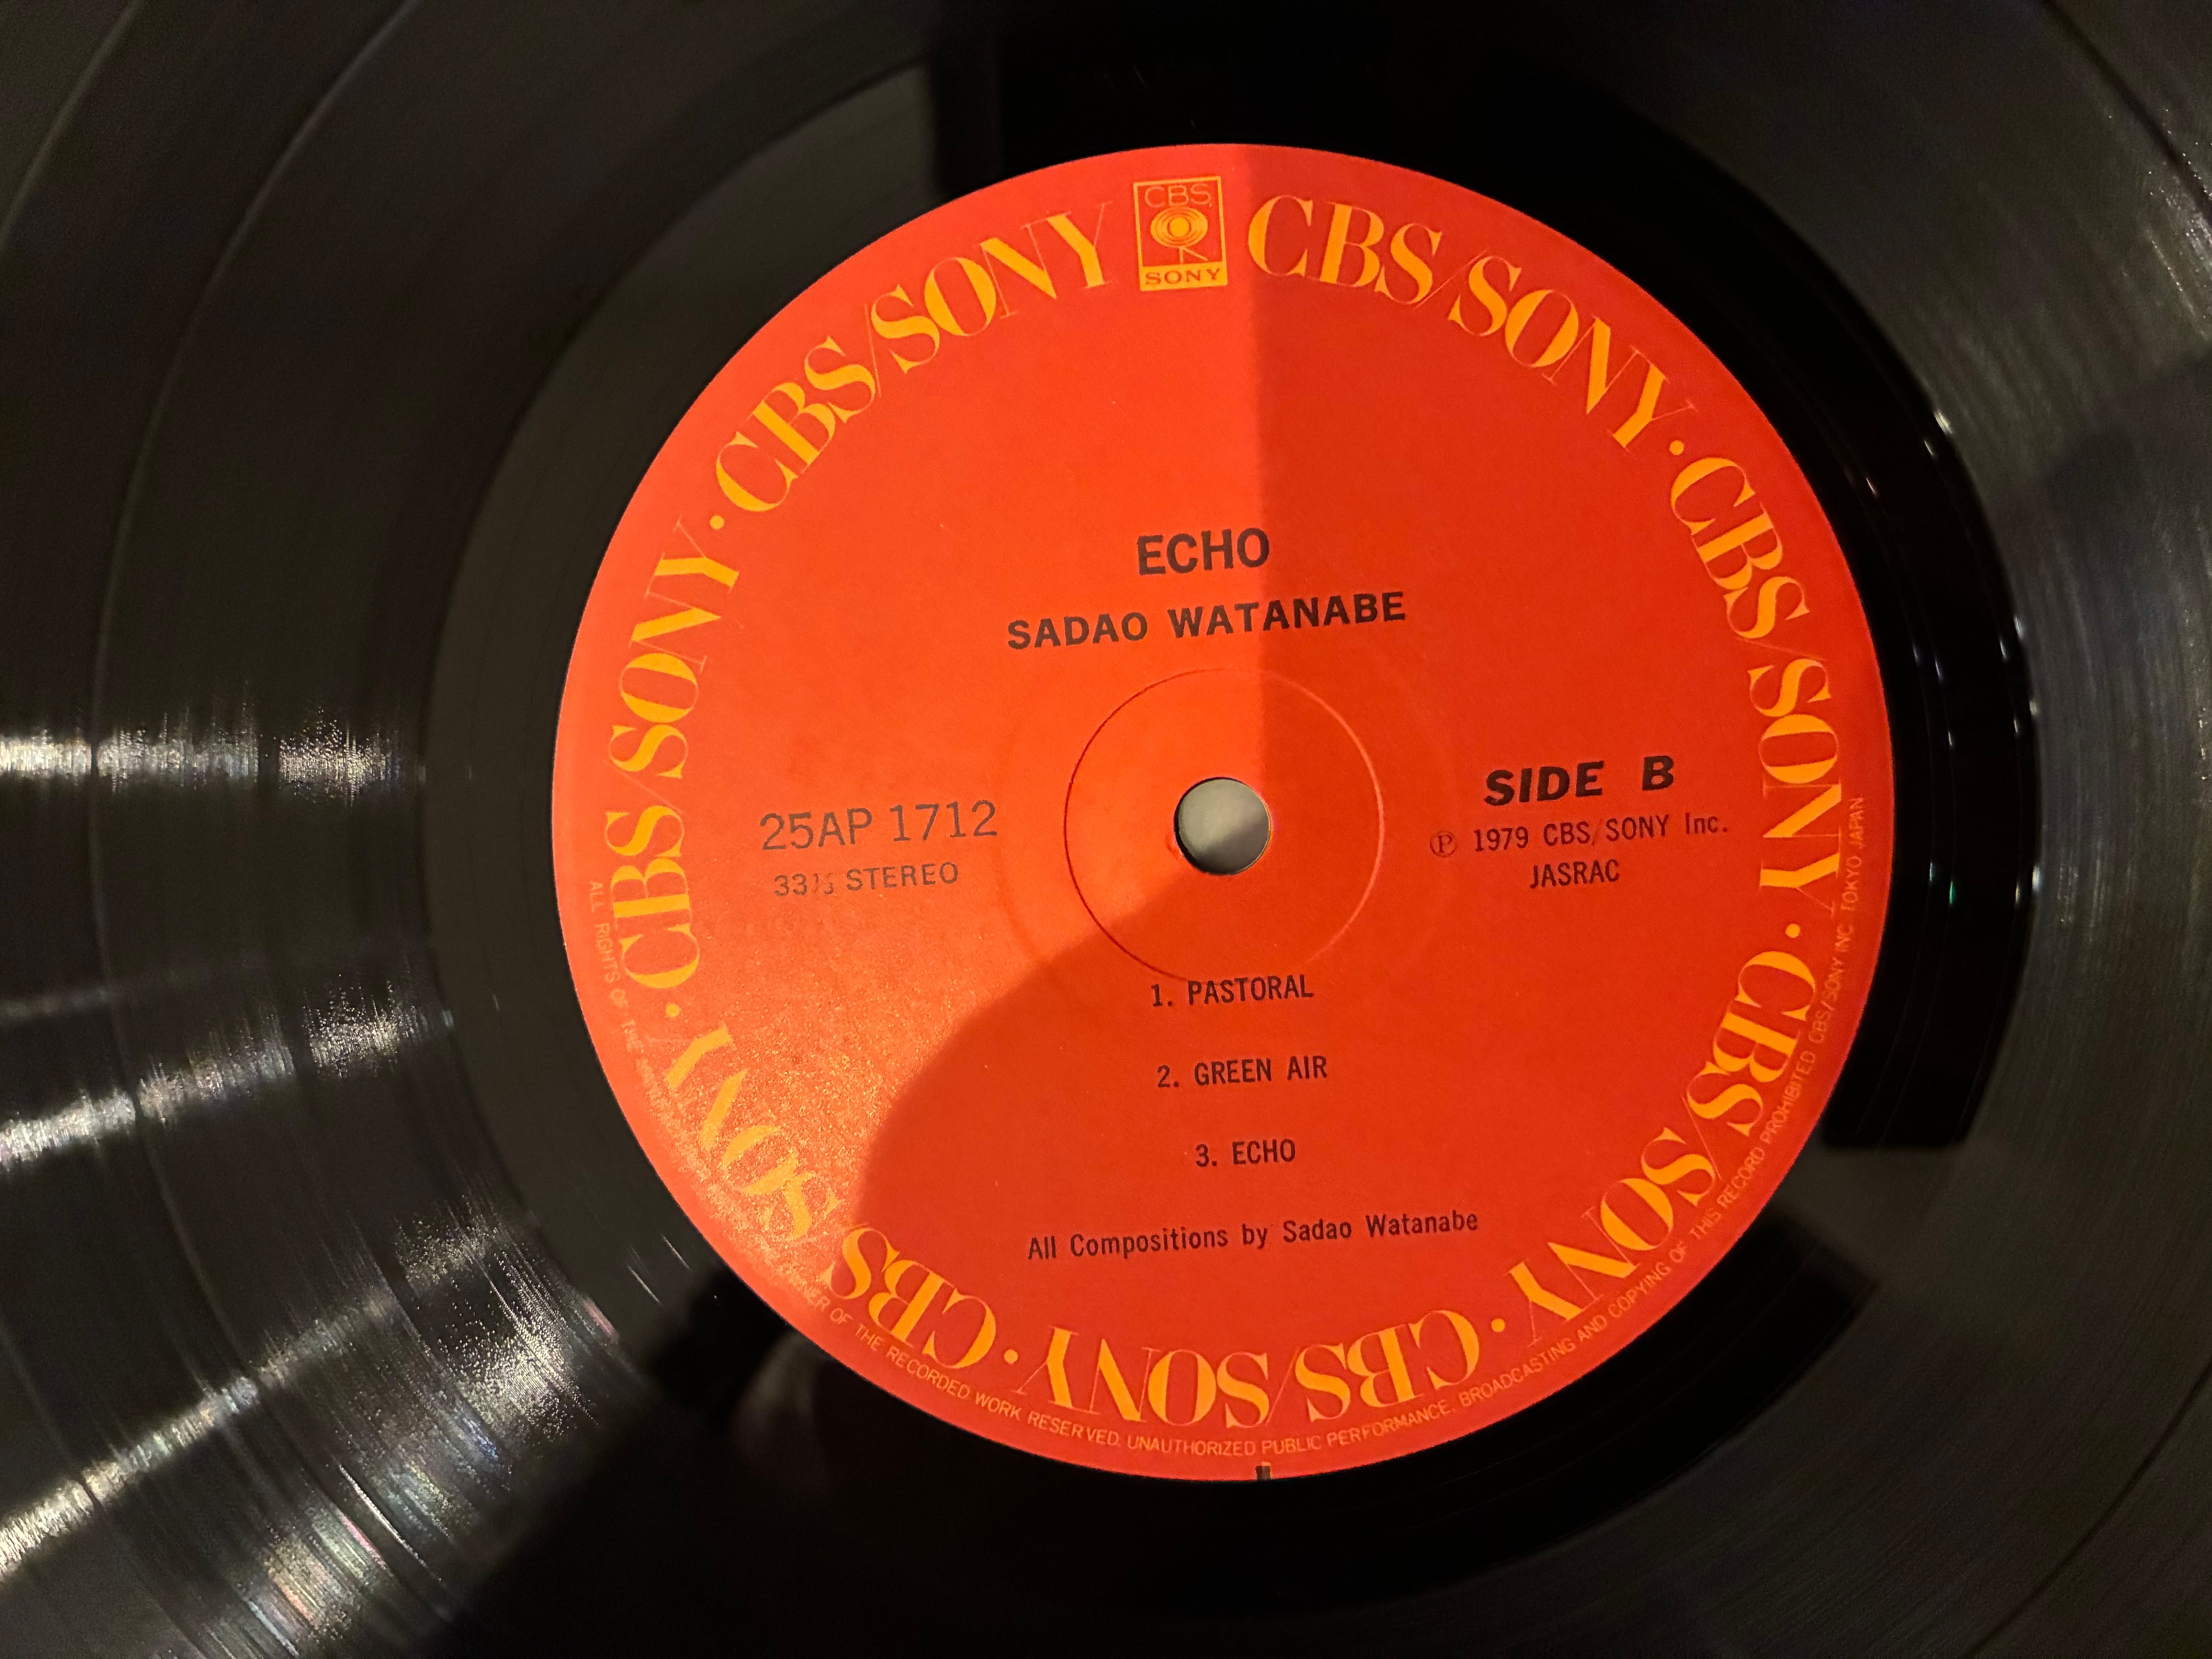 CBS
SONY
CBS/SONY · CBS/SONY · CBS/SONY · CBS/SONY · CBS/SONY · CBS/SONY · CBS/SONY
ECHO
SADAO WATANABE
25AP 1712
33⅓ STEREO
SIDE B
Ⓟ 1979 CBS/SONY Inc.
JASRAC
1. PASTORAL
2. GREEN AIR
3. ECHO
All Compositions by Sadao Watanabe
ALL RIGHTS OF THE OWNER OF THE RECORDED WORK RESERVED. UNAUTHORIZED PUBLIC PERFORMANCE, BROADCASTING AND COPYING OF THIS RECORD PROHIBITED CBS/SONY INC. TOKYO JAPAN